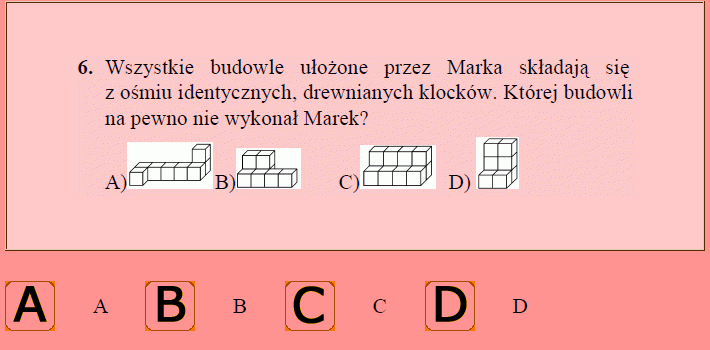 6. Wszystkie budowle ułożone przez Marka składają się
z ośmiu identycznych, drewnianych klocków. Której budowli
na pewno nie wykonał Marek?
A) B) C) D)
A A B B C C D D